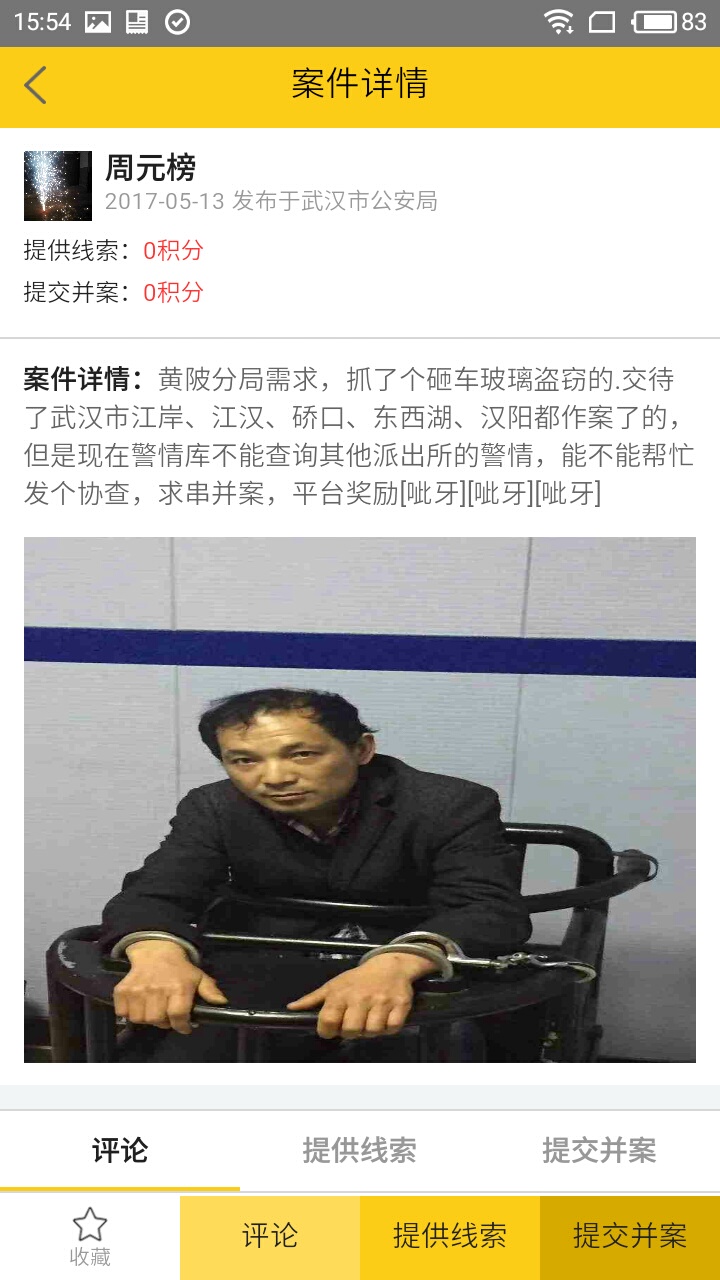 15:54
83
案件详情
周元榜
2017-05-13 发布于武汉市公安局
提供线索：0积分
提交并案：0积分
案件详情：黄陂分局需求，抓了个砸车玻璃盗窃的.交待
了武汉市江岸、江汉、硚口、东西湖、汉阳都作案了的，
但是现在警情库不能查询其他派出所的警情，能不能帮忙
发个协查，求串并案，平台奖励[呲牙][呲牙][呲牙]
评论 提供线索 提交并案
收藏 评论 提供线索 提交并案